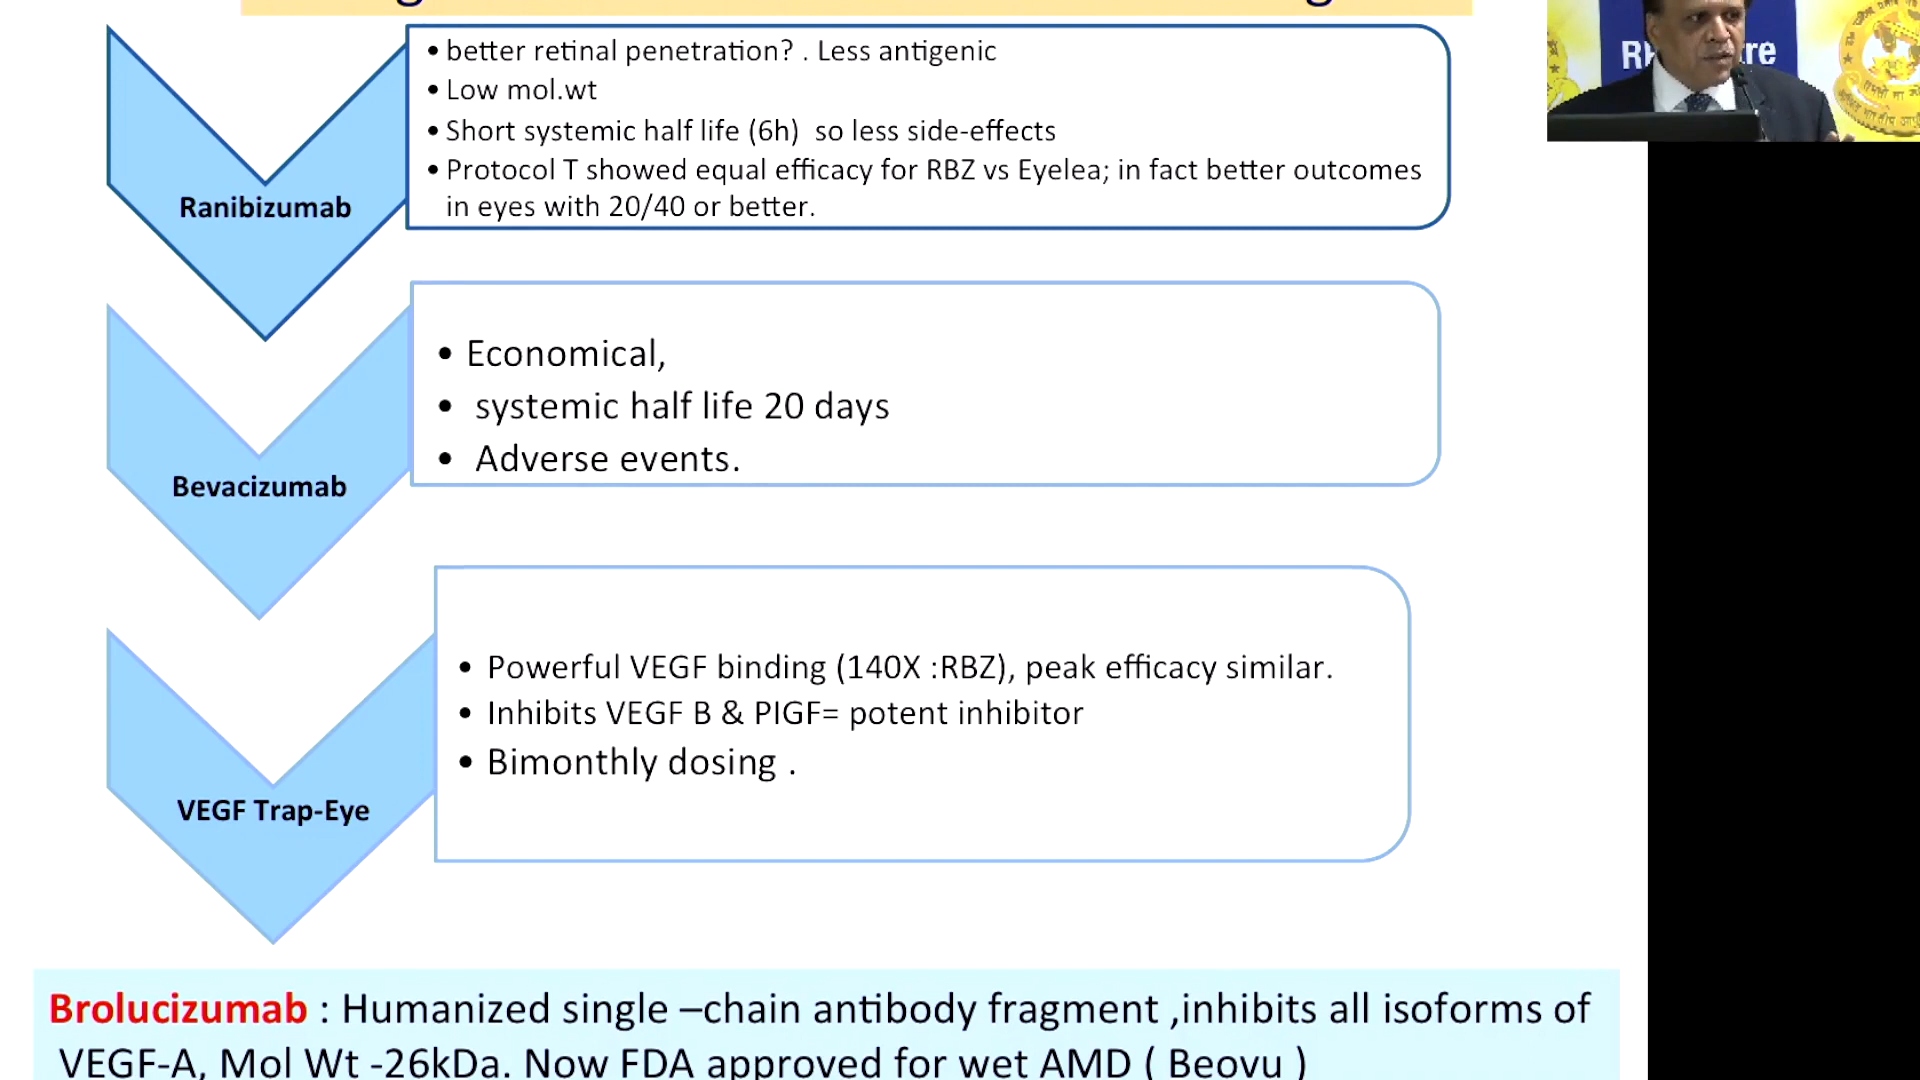 • better retinal penetration? . Less antigenic
• Low mol.wt
• Short systemic half life (6h)  so less side-effects
• Protocol T showed equal efficacy for RBZ vs Eyelea; in fact better outcomes
in eyes with 20/40 or better.
Ranibizumab
• Economical,
• systemic half life 20 days
• Adverse events.
Bevacizumab
• Powerful VEGF binding (140X :RBZ), peak efficacy similar.
• Inhibits VEGF B & PIGF= potent inhibitor
• Bimonthly dosing .
VEGF Trap-Eye
Brolucizumab : Humanized single –chain antibody fragment ,inhibits all isoforms of
VEGF-A, Mol Wt -26kDa. Now FDA approved for wet AMD ( Beovu )